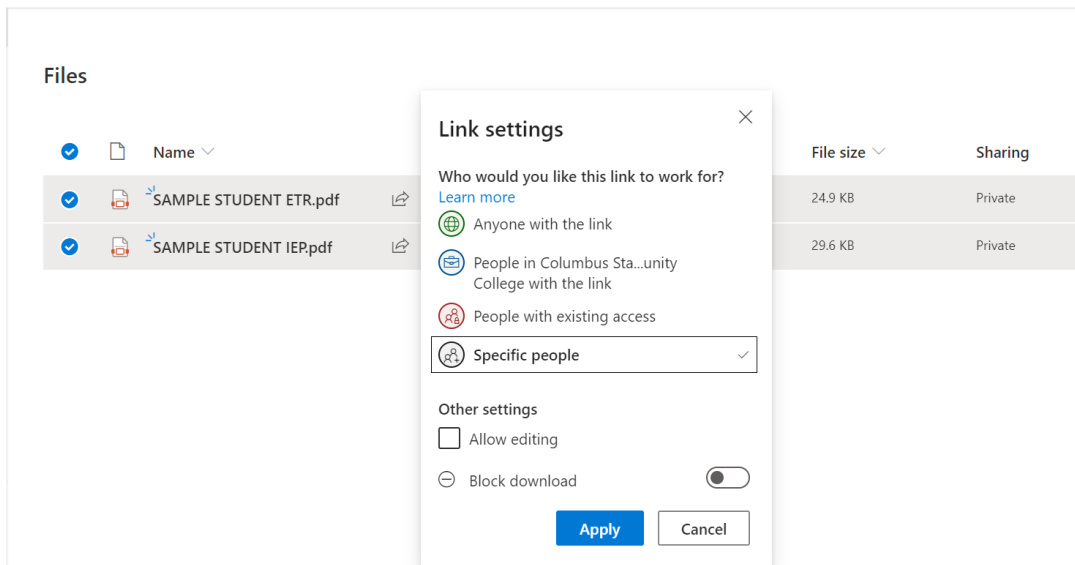 Files
Name
File size
Sharing
SAMPLE STUDENT ETR.pdf
24.9 KB
Private
SAMPLE STUDENT IEP.pdf
29.6 KB
Private
Link settings
Who would you like this link to work for?
Learn more
Anyone with the link
People in Columbus Sta...unity
College with the link
People with existing access
Specific people
Other settings
Allow editing
Block download
Apply
Cancel